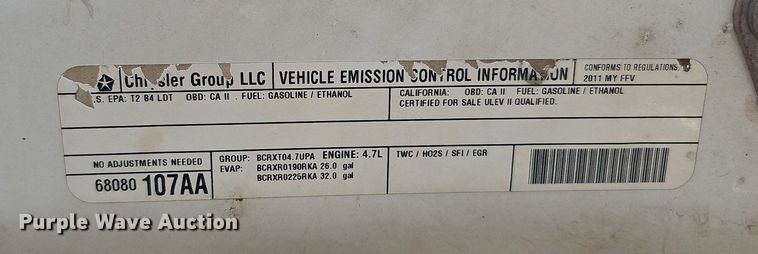 Chrysler Group LLC VEHICLE EMISSION CONTROL INFORMATION CONFORMS TO REGULATIONS:
2011 MY FFV
.S. EPA: T2 B4 LDT OBD: CA II FUEL: GASOLINE / ETHANOL
CALIFORNIA: OBD: CA II FUEL: GASOLINE / ETHANOL
CERTIFIED FOR SALE ULEV II QUALIFIED.
NO ADJUSTMENTS NEEDED
68080 107AA
GROUP: BCRXT04.7UPA ENGINE: 4.7L
EVAP: BCRXR0190RKA 26.0 gal
BCRXR0225RKA 32.0 gal
TWC / HO2S / SFI / EGR
Purple Wave Auction